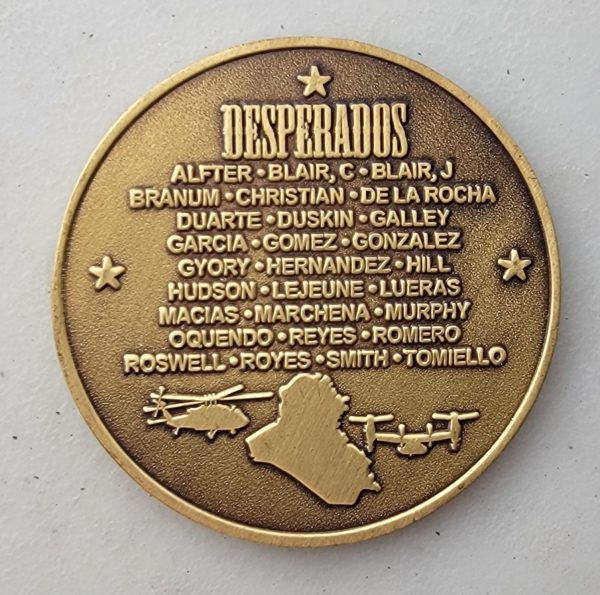 DESPERADOS
ALFTER • BLAIR, C • BLAIR, J
BRANUM • CHRISTIAN • DE LA ROCHA
DUARTE • DUSKIN • GALLEY
GARCIA • GOMEZ • GONZALEZ
GYORY • HERNANDEZ • HILL
HUDSON • LEJEUNE • LUERAS
MACIAS • MARCHENA • MURPHY
OQUENDO • REYES • ROMERO
ROSWELL • ROYES • SMITH • TOMIELLO